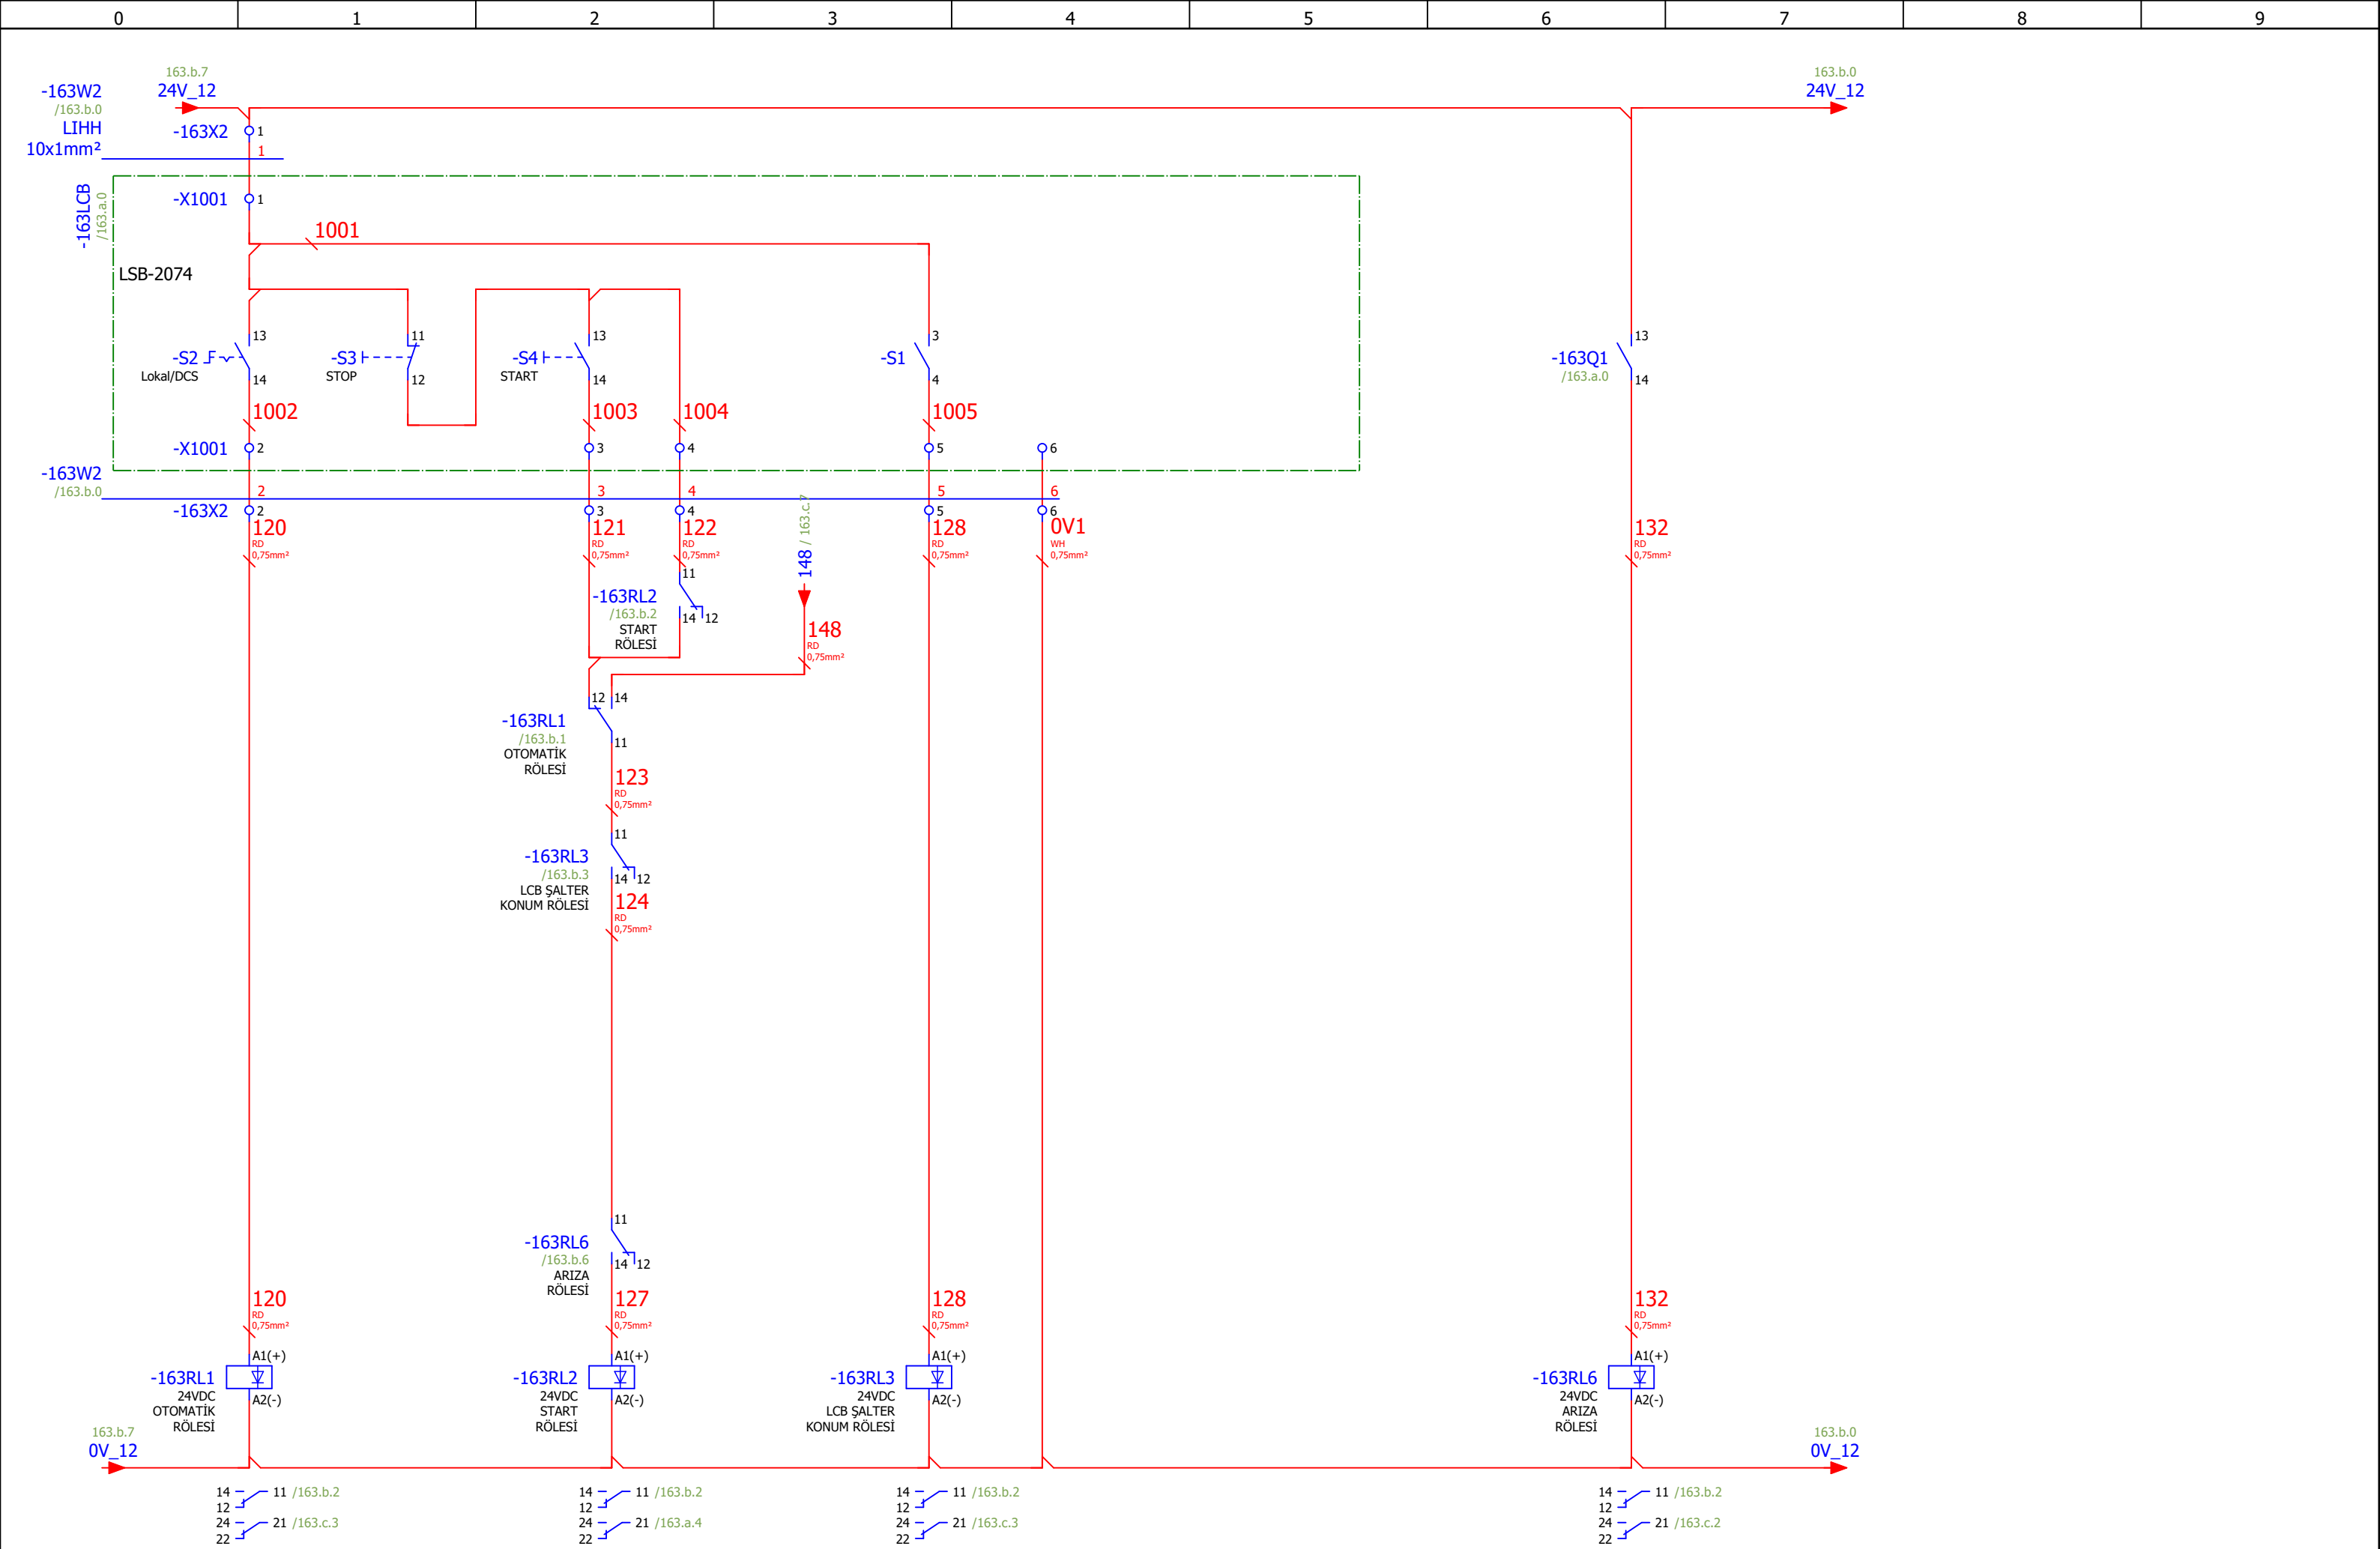 0 1 2 3 4 5 6 7 8 9
163.b.7
24V_12
163.b.0
24V_12
-163W2
/163.b.0
LIHH
10x1mm²
-163X2 1
1
-163LCB
/163.a.0
-X1001 1
1001
LSB-2074
13 11 13 3 13
-S2
Lokal/DCS
-S3
STOP
-S4
START
-S1
-163Q1
/163.a.0
14 12 14 4 14
1002 1003 1004 1005
-X1001 2 3 4 5 6
-163W2
/163.b.0
2 3 4 5 6
-163X2 2 3 4 5 6
120
RD
0,75mm²
121
RD
0,75mm²
122
RD
0,75mm²
148 / 163.c.7
128
RD
0,75mm²
0V1
WH
0,75mm²
132
RD
0,75mm²
11
-163RL2
/163.b.2
START
RÖLESİ
14 12
148
RD
0,75mm²
12 14
-163RL1
/163.b.1
OTOMATİK
RÖLESİ
11
123
RD
0,75mm²
11
-163RL3
/163.b.3
LCB ŞALTER
KONUM RÖLESİ
14 12
124
RD
0,75mm²
11
-163RL6
/163.b.6
ARIZA
RÖLESİ
14 12
120
RD
0,75mm²
127
RD
0,75mm²
128
RD
0,75mm²
132
RD
0,75mm²
A1(+) A1(+) A1(+) A1(+)
-163RL1
24VDC
OTOMATİK
RÖLESİ
-163RL2
24VDC
START
RÖLESİ
-163RL3
24VDC
LCB ŞALTER
KONUM RÖLESİ
-163RL6
24VDC
ARIZA
RÖLESİ
A2(-) A2(-) A2(-) A2(-)
163.b.7
0V_12
163.b.0
0V_12
14 11 /163.b.2
12
24 21 /163.c.3
22
14 11 /163.b.2
12
24 21 /163.a.4
22
14 11 /163.b.2
12
24 21 /163.c.3
22
14 11 /163.b.2
12
24 21 /163.c.2
22